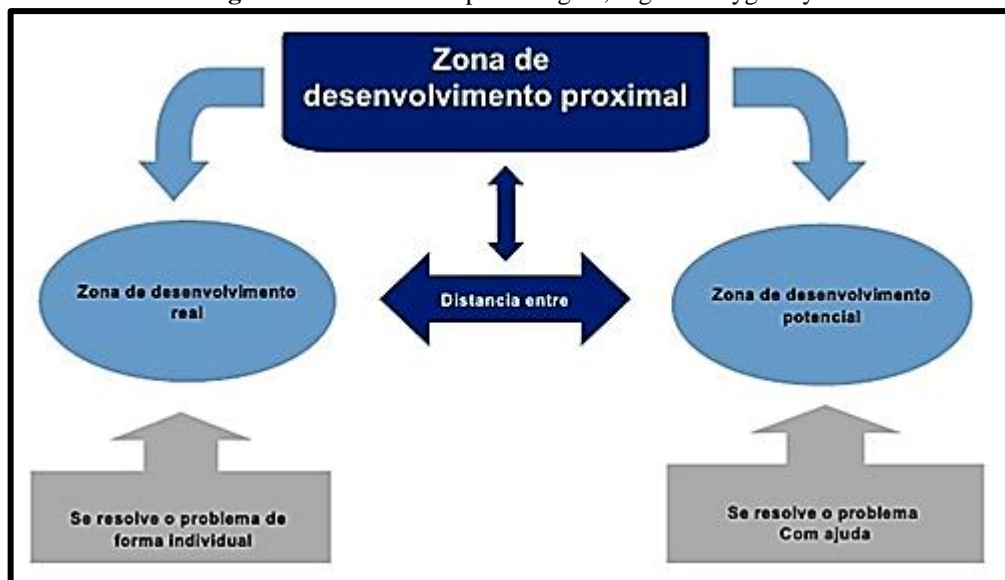 Zona de
desenvolvimento proximal
Zona de desenvolvimento
real
Distancia entre
Zona de desenvolvimento
potencial
Se resolve o problema de
forma individual
Se resolve o problema
Com ajuda